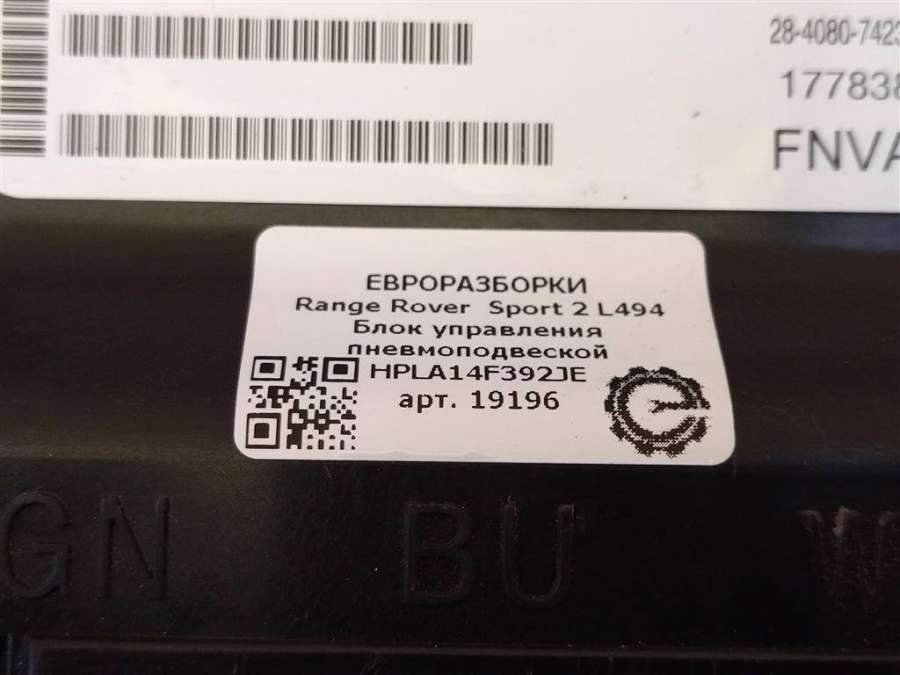 28-4080-7423
177838
FNVA
ЕВРОРАЗБОРКИ
Range Rover Sport 2 L494
Блок управления
пневмоподвеской
HPLA14F392JE
арт. 19196
GN BU W